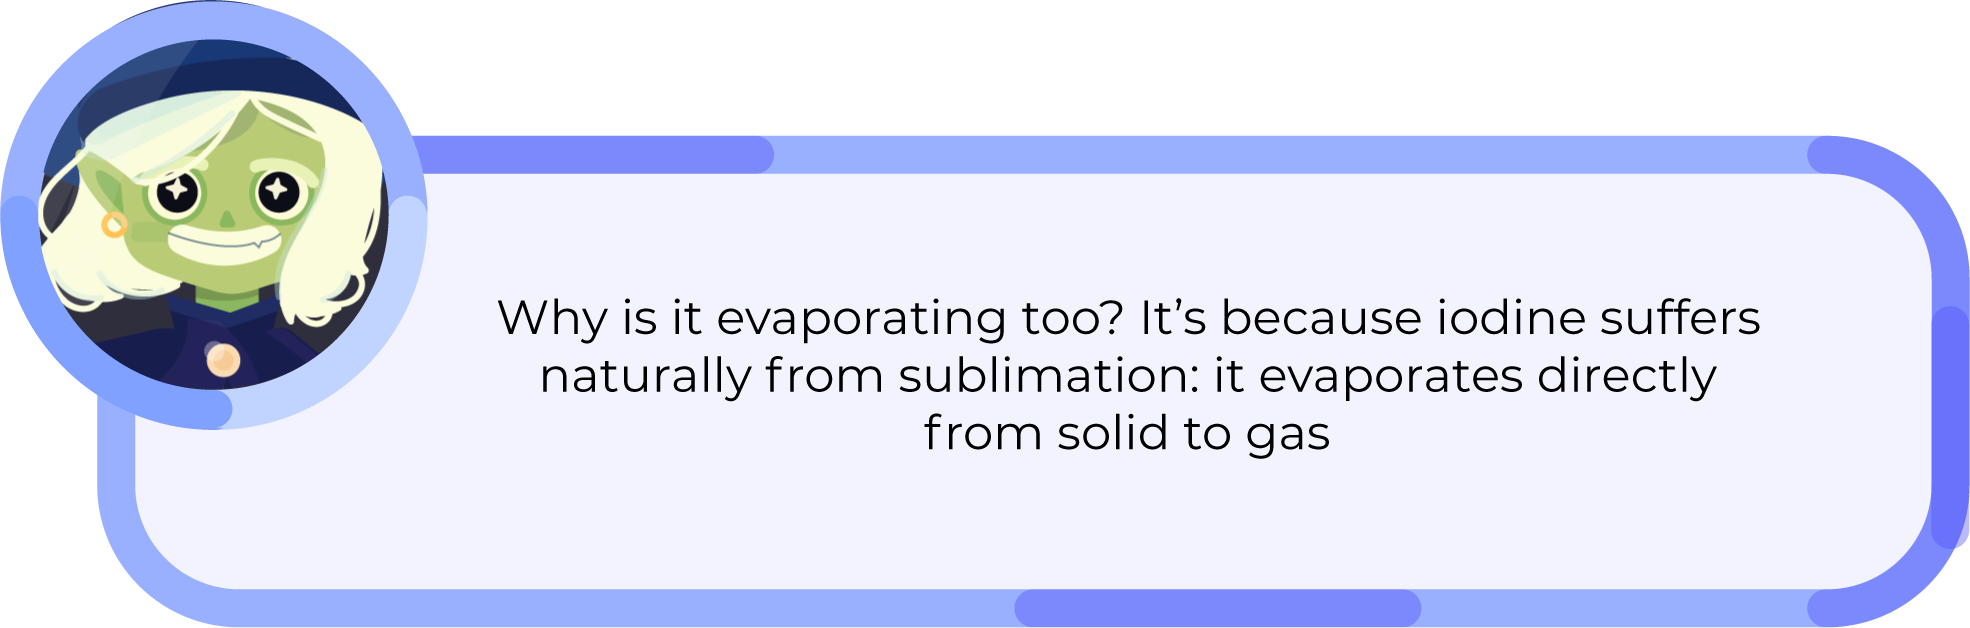 Why is it evaporating too? It’s because iodine suffers
naturally from sublimation: it evaporates directly
from solid to gas